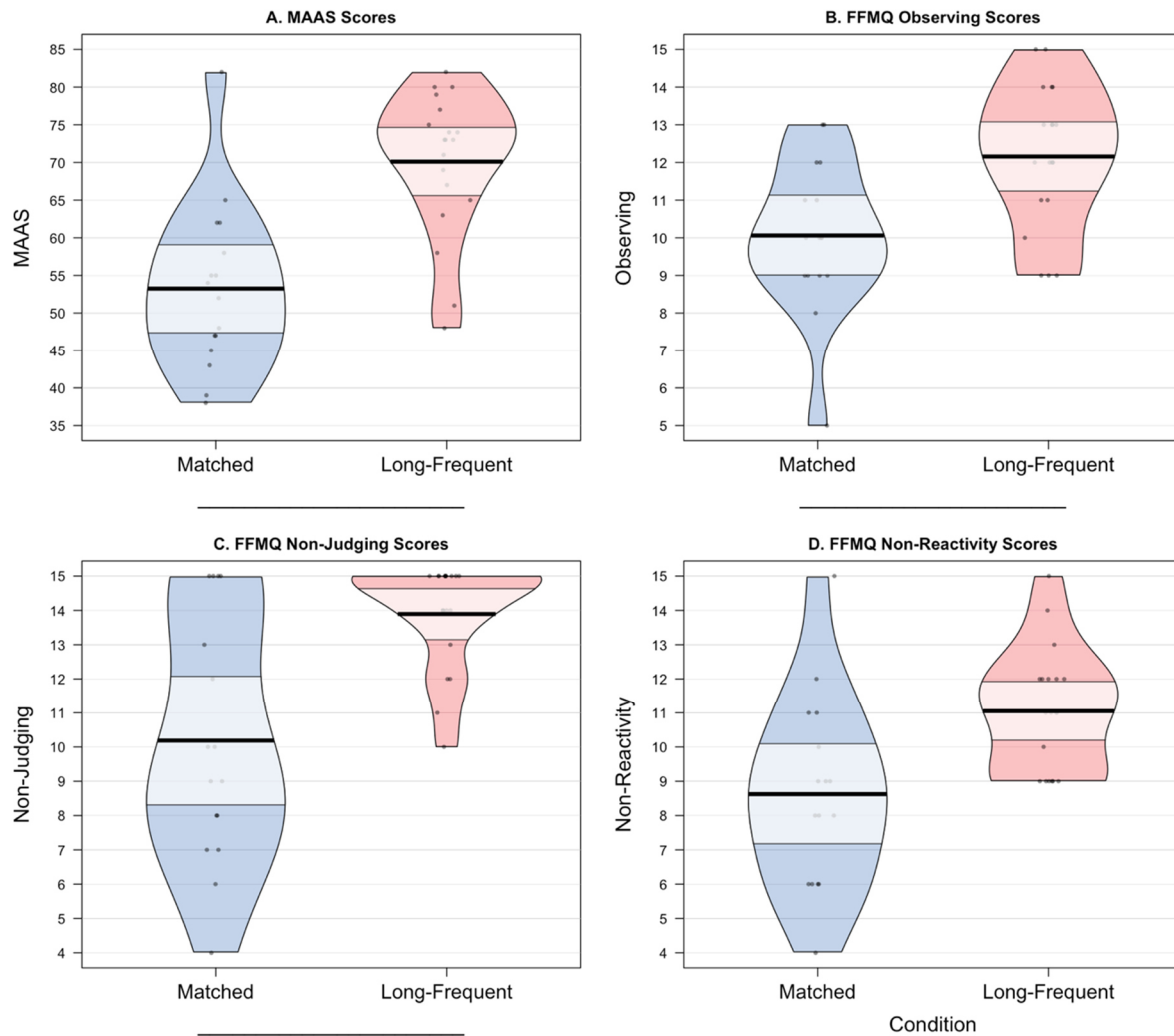 A. MAAS Scores
MAAS
85
80
75
70
65
60
55
50
45
40
35
Matched
Long-Frequent
B. FFMQ Observing Scores
Observing
15
14
13
12
11
10
9
8
7
6
5
Matched
Long-Frequent
C. FFMQ Non-Judging Scores
Non-Judging
15
14
13
12
11
10
9
8
7
6
5
4
Matched
Long-Frequent
D. FFMQ Non-Reactivity Scores
Non-Reactivity
15
14
13
12
11
10
9
8
7
6
5
4
Matched
Long-Frequent
Condition